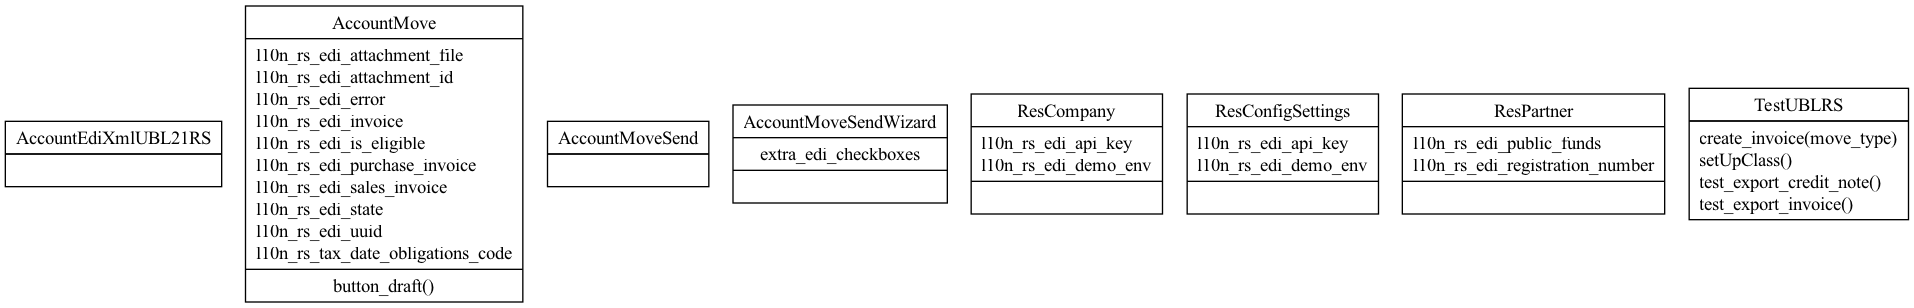 AccountEdiXmlUBL21RS
AccountMove
l10n_rs_edi_attachment_file
l10n_rs_edi_attachment_id
l10n_rs_edi_error
l10n_rs_edi_invoice
l10n_rs_edi_is_eligible
l10n_rs_edi_purchase_invoice
l10n_rs_edi_sales_invoice
l10n_rs_edi_state
l10n_rs_edi_uuid
l10n_rs_tax_date_obligations_code
button_draft()
AccountMoveSend
AccountMoveSendWizard
extra_edi_checkboxes
ResCompany
l10n_rs_edi_api_key
l10n_rs_edi_demo_env
ResConfigSettings
l10n_rs_edi_api_key
l10n_rs_edi_demo_env
ResPartner
l10n_rs_edi_public_funds
l10n_rs_edi_registration_number
TestUBLRS
create_invoice(move_type)
setUpClass()
test_export_credit_note()
test_export_invoice()